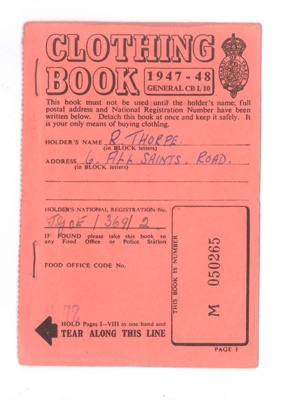 CLOTHING
BOOK
1947-48
GENERAL CB 1/10
This book must not be used until the holder's name, full
postal address and National Registration Number have been
written below. Detach this book at once and keep it safely. It
is your only means of buying clothing.
HOLDER'S NAME R THORPE
(in BLOCK letters)
ADDRESS 6. ALL SAINTS. ROAD.
(in BLOCK letters)
HOLDER'S NATIONAL REGISTRATION No.
/ 369 / 2
IF FOUND please take this book to
any Food Office or Police Station
FOOD OFFICE CODE No.
THIS BOOK IS NUMBER
M 050265
72
HOLD Pages I-VIII in one hand and
TEAR ALONG THIS LINE
PAGE I